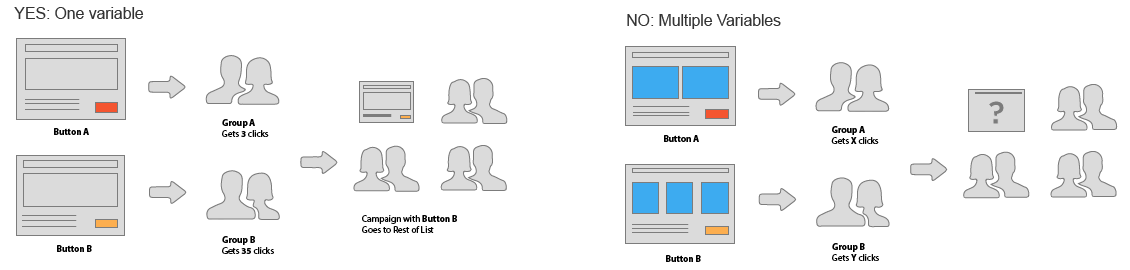 YES: One variable
Button A
Group A
Gets 3 clicks
Button B
Group B
Gets 35 clicks
Campaign with Button B
Goes to Rest of List
NO: Multiple Variables
Button A
Group A
Gets X clicks
?
Button B
Group B
Gets Y clicks